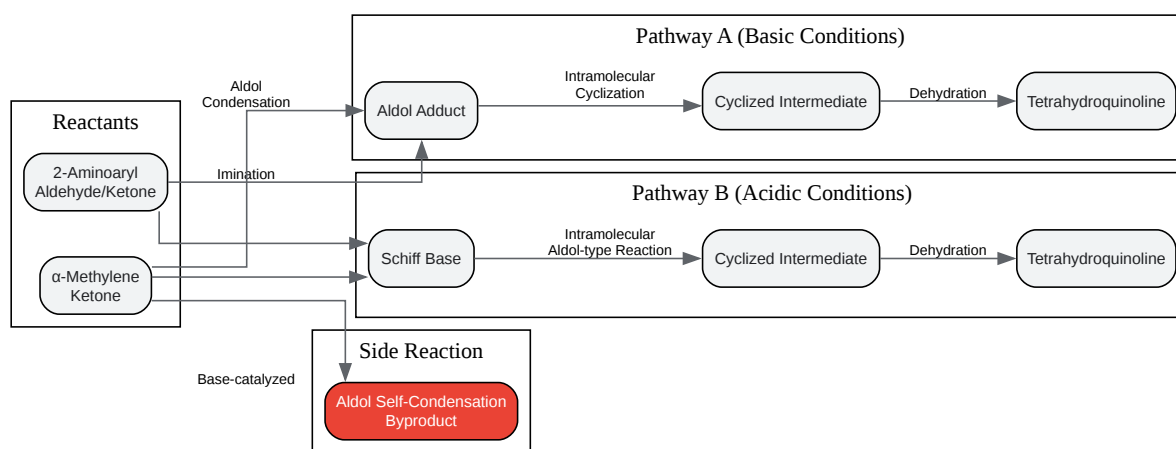 Pathway A (Basic Conditions)
Aldol
Condensation
Aldol Adduct
Intramolecular
Cyclization
Cyclized Intermediate
Dehydration
Tetrahydroquinoline
Reactants
2-Aminoaryl
Aldehyde/Ketone
Imination
α-Methylene
Ketone
Pathway B (Acidic Conditions)
Schiff Base
Intramolecular
Aldol-type Reaction
Cyclized Intermediate
Dehydration
Tetrahydroquinoline
Side Reaction
Base-catalyzed
Aldol Self-Condensation
Byproduct